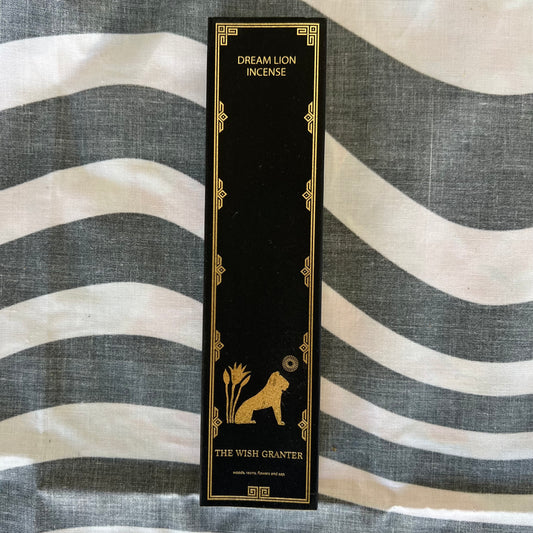 DREAM LION
INCENSE
THE WISH GRANTER
woods, resins, flowers and sap